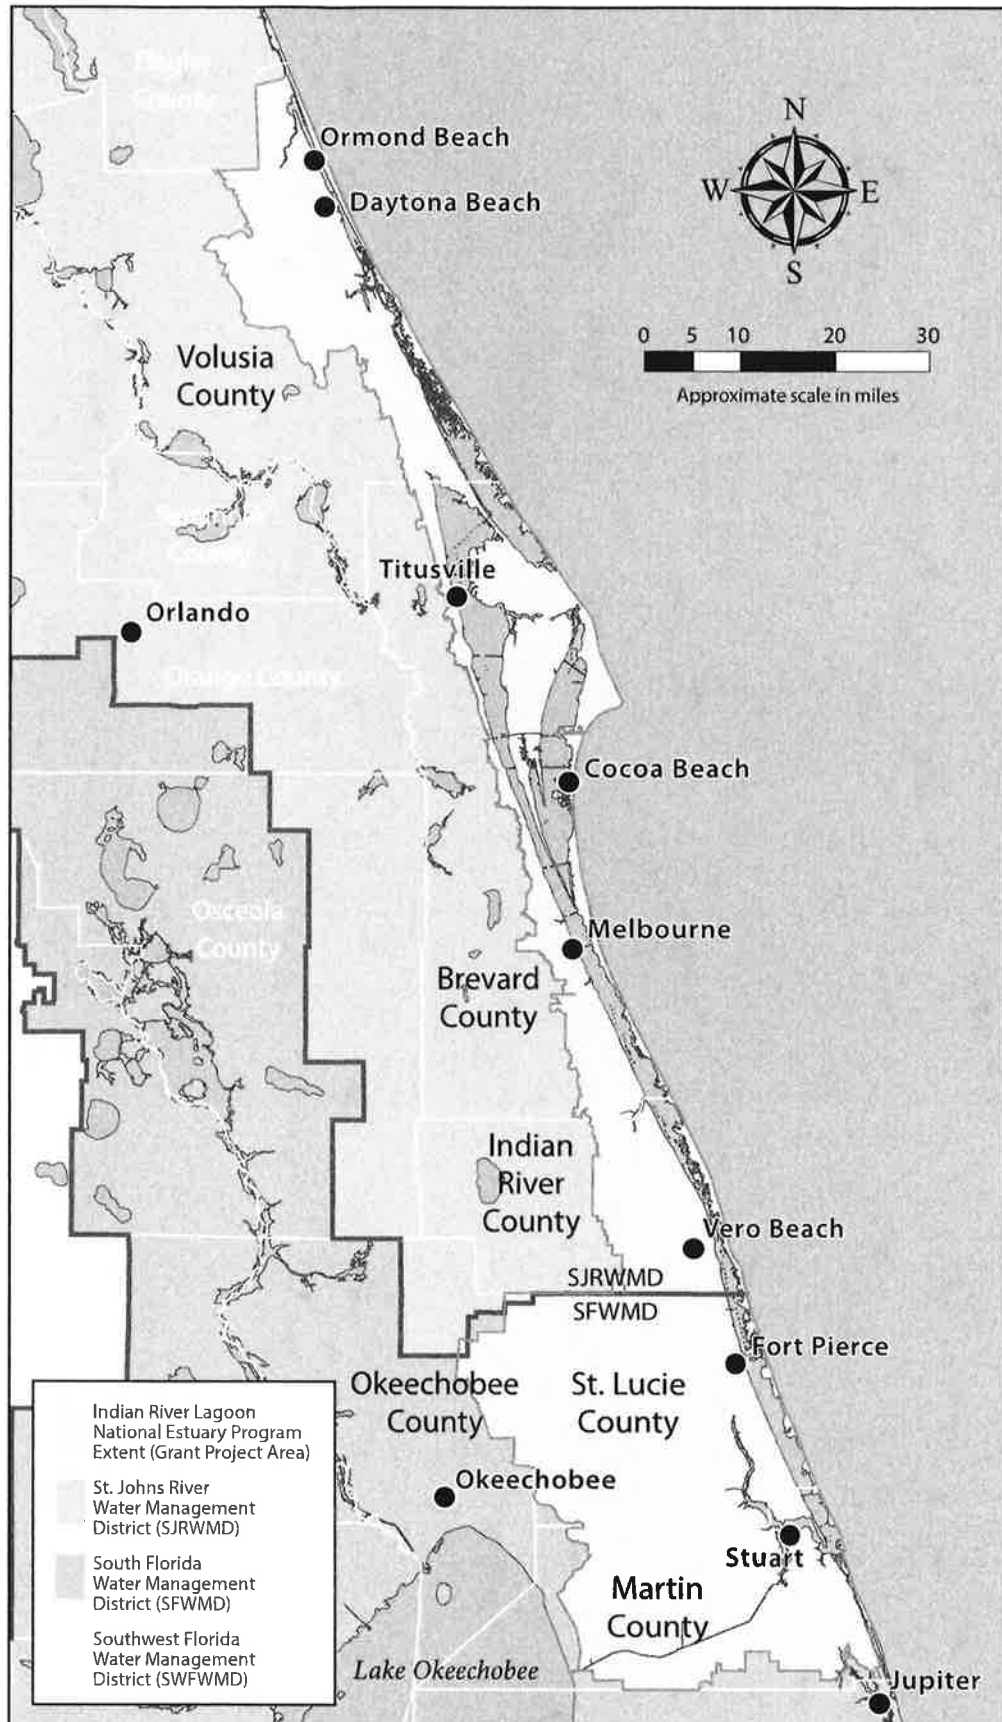 County
Ormond Beach
Daytona Beach
N
W
E
S
0 5 10 20 30
Approximate scale in miles
Volusia
County
County
Titusville
Orlando
Orange County
Cocoa Beach
Osceola
County
Melbourne
Brevard
County
Indian
River
County
Vero Beach
SJRWMD
SFWMD
Fort Pierce
Okeechobee
County
St. Lucie
County
Okeechobee
Stuart
Martin
County
Lake Okeechobee
Jupiter
Indian River Lagoon
National Estuary Program
Extent (Grant Project Area)
St. Johns River
Water Management
District (SJRWMD)
South Florida
Water Management
District (SFWMD)
Southwest Florida
Water Management
District (SWFWMD)